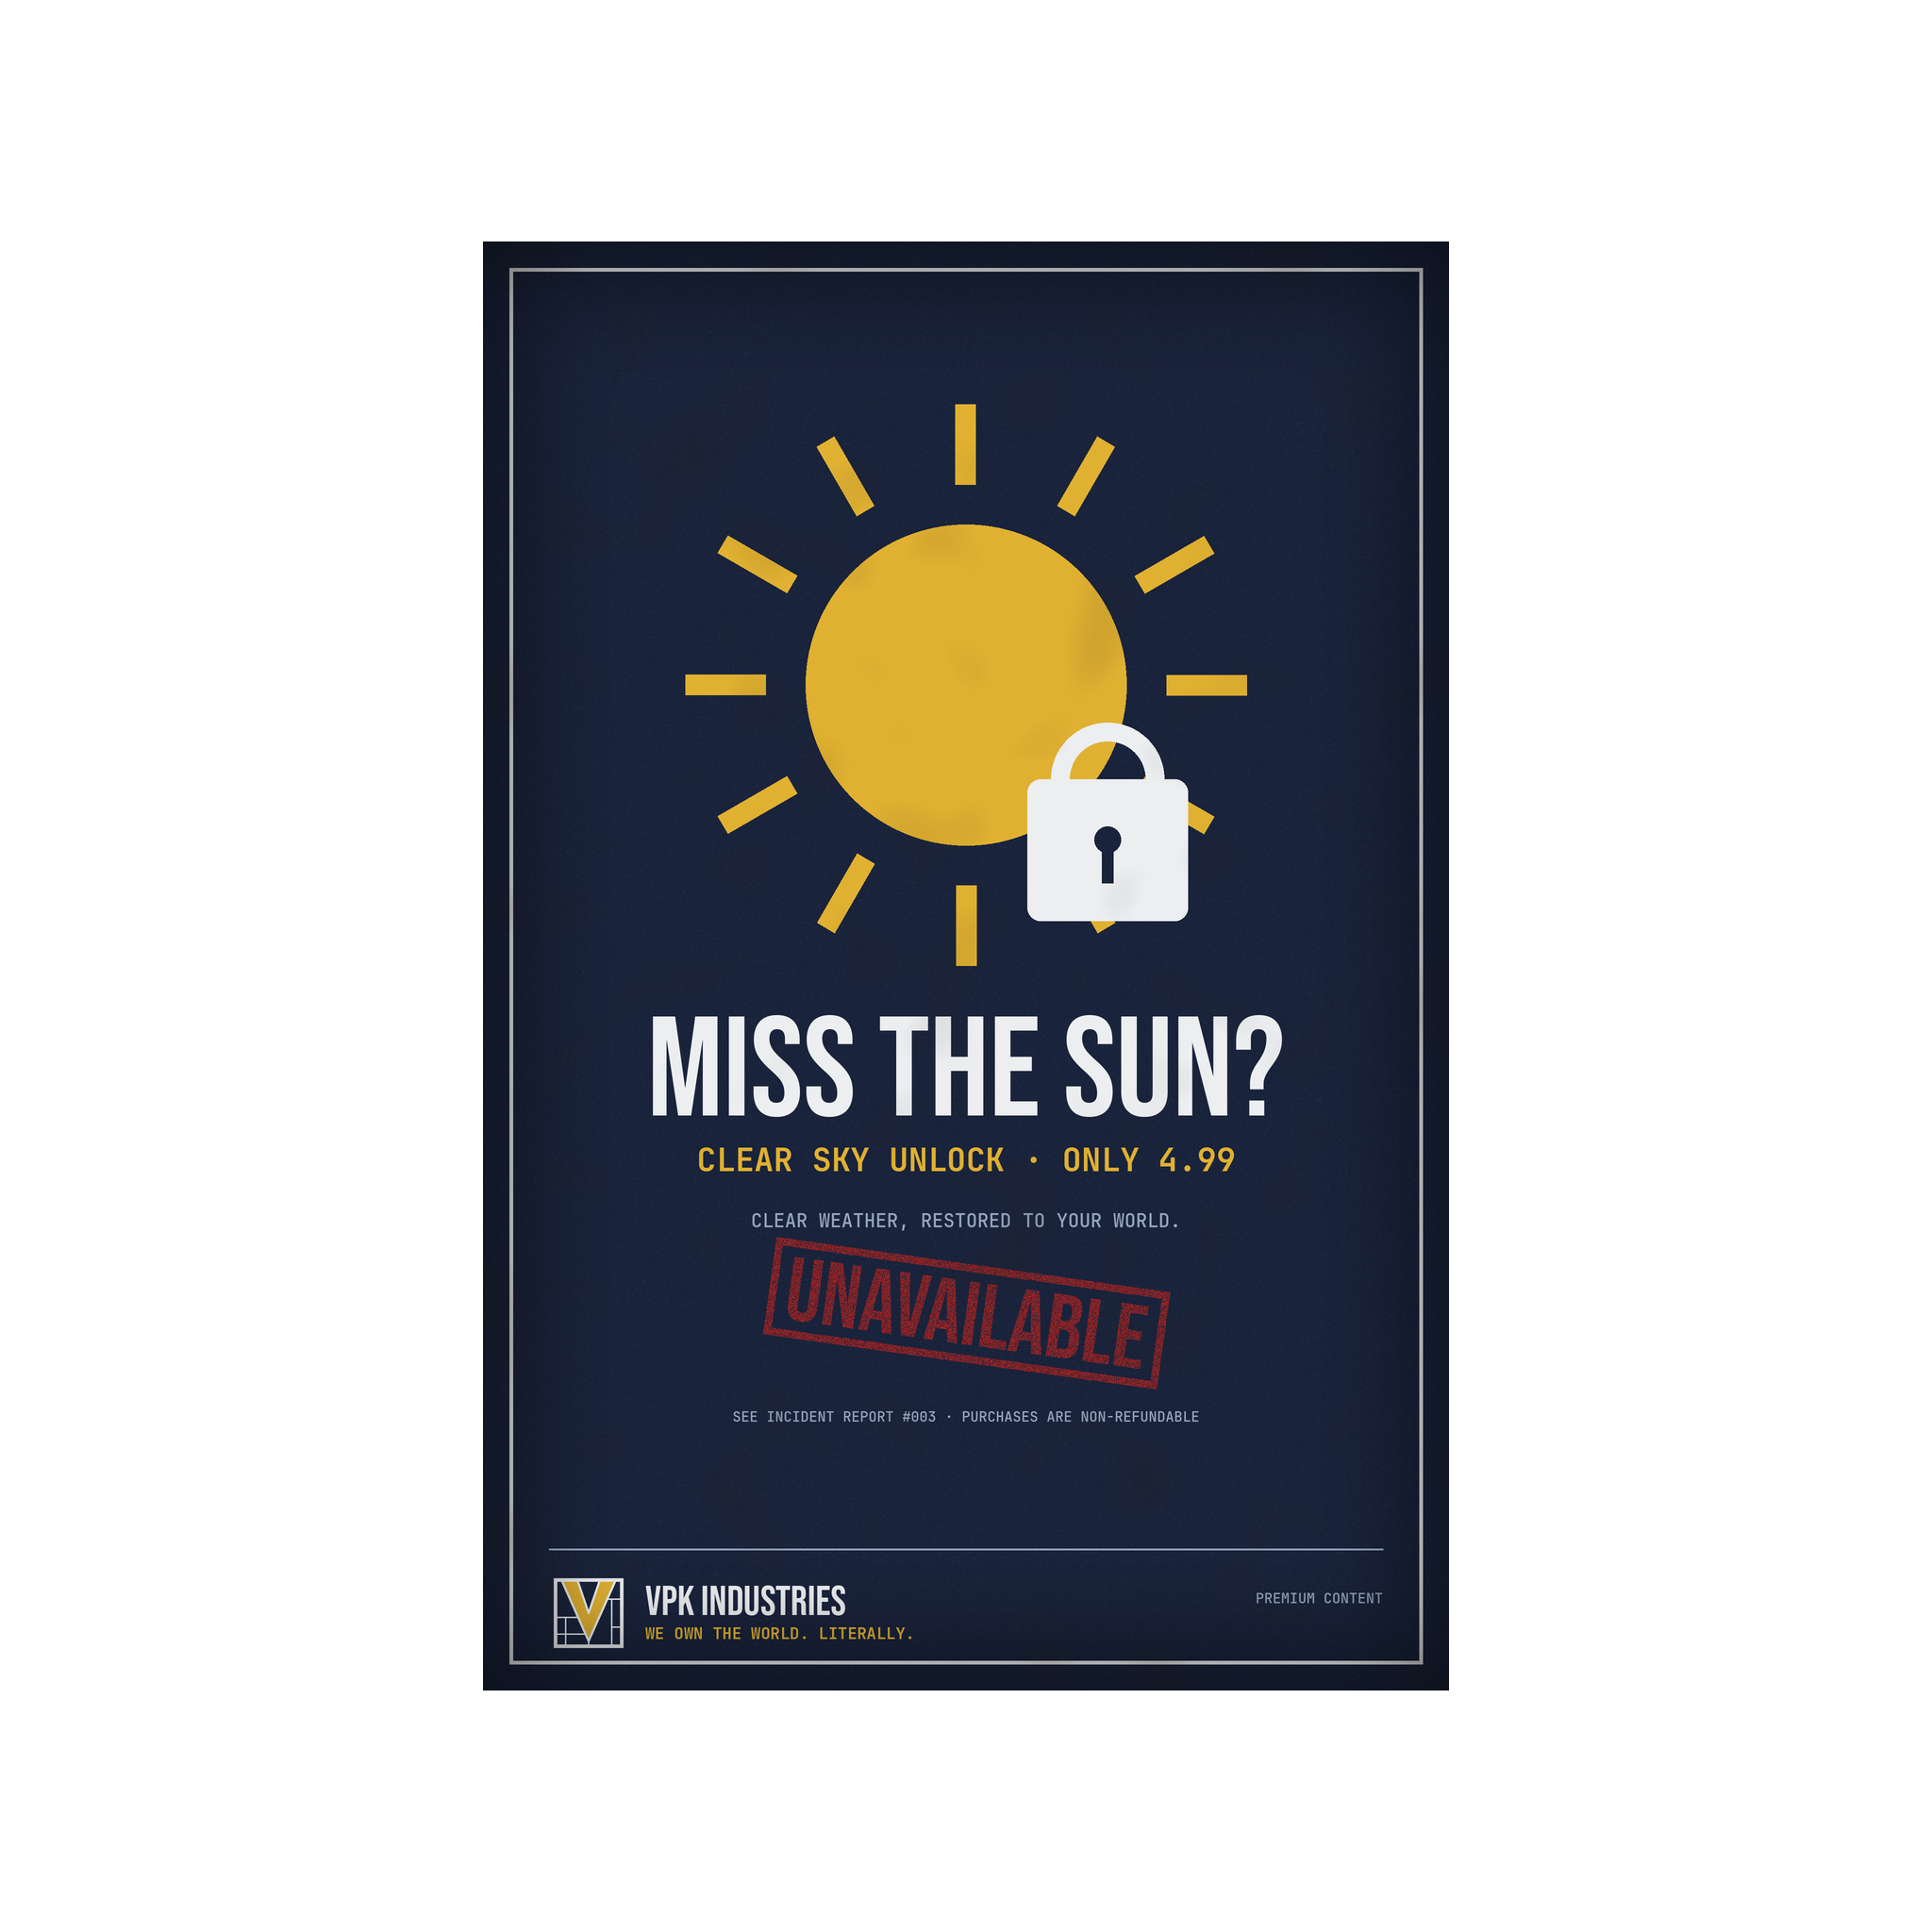 MISS THE SUN?
CLEAR SKY UNLOCK · ONLY 4.99
CLEAR WEATHER, RESTORED TO YOUR WORLD.
UNAVAILABLE
SEE INCIDENT REPORT #003 · PURCHASES ARE NON-REFUNDABLE
V
VPK INDUSTRIES
WE OWN THE WORLD. LITERALLY.
PREMIUM CONTENT